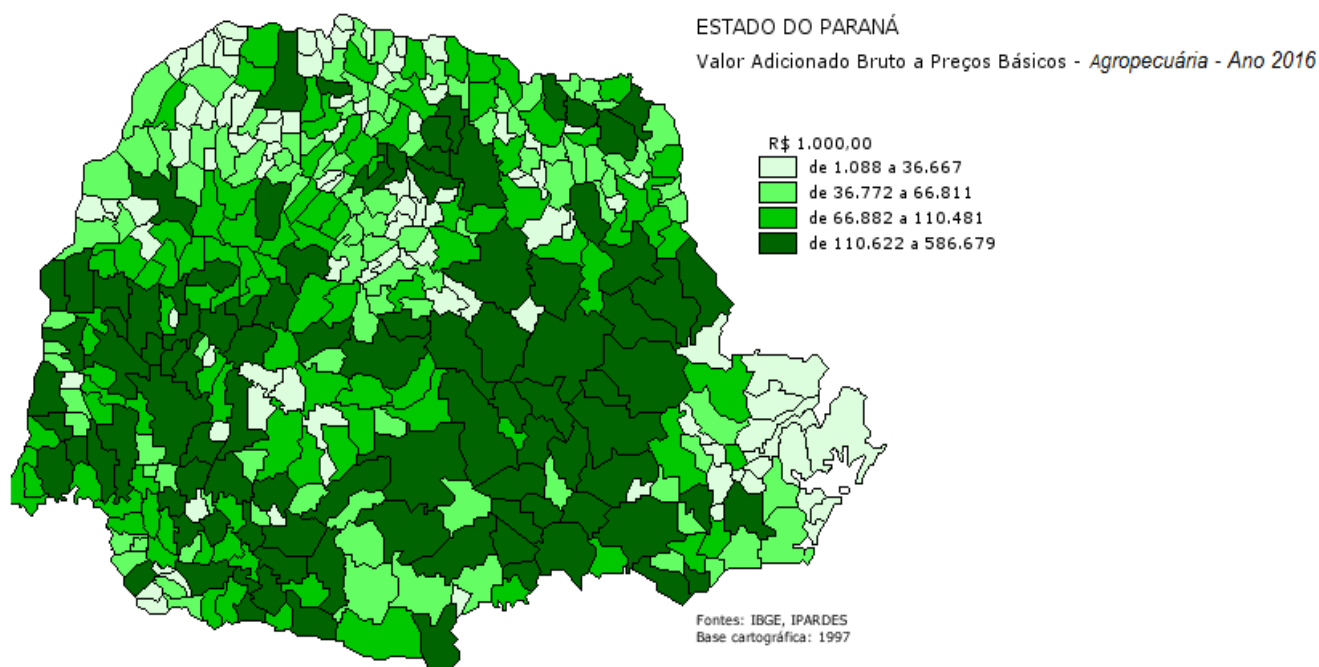 ESTADO DO PARANÁ
Valor Adicionado Bruto a Preços Básicos - Agropecuária - Ano 2016
R$ 1.000,00
de 1.088 a 36.667
de 36.772 a 66.811
de 66.882 a 110.481
de 110.622 a 586.679
Fontes: IBGE, IPARDES
Base cartográfica: 1997